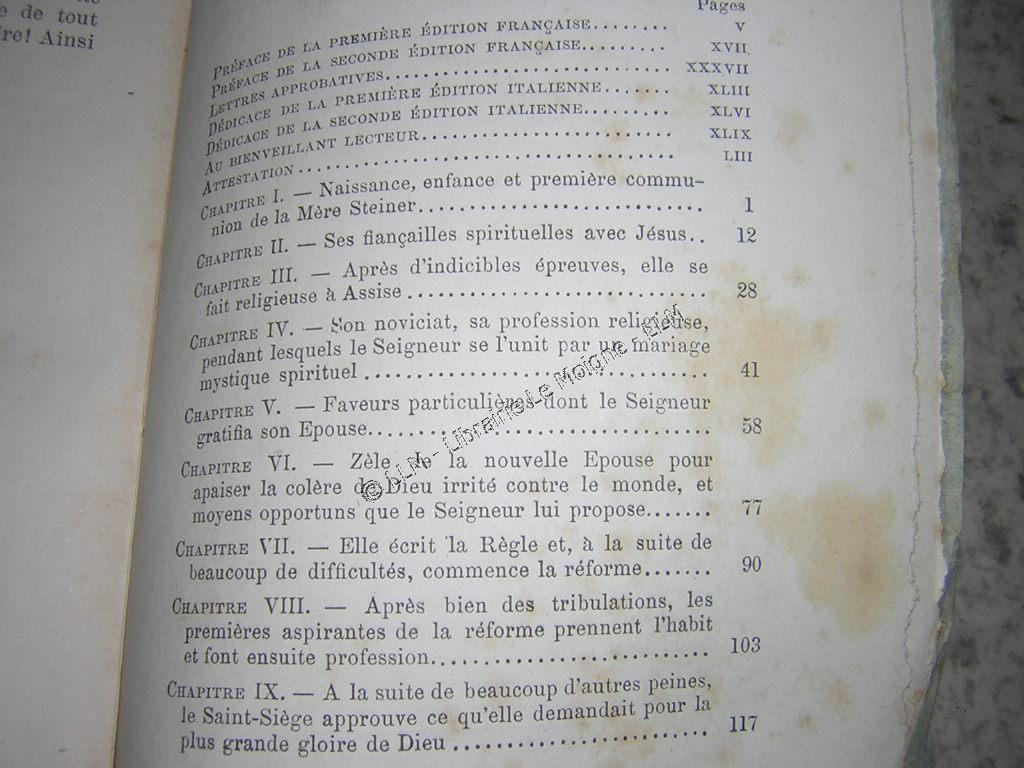 de tout
Ainsi
Pages
PRÉFACE DE LA PREMIÈRE ÉDITION FRANÇAISE........ V
PRÉFACE DE LA SECONDE ÉDITION FRANÇAISE......... XVII
LETTRES APPROBATIVES............................. XXXVII
DÉDICACE DE LA PREMIÈRE ÉDITION ITALIENNE....... XLIII
DÉDICACE DE LA SECONDE ÉDITION ITALIENNE......... XLVI
AU BIENVEILLANT LECTEUR......................... XLIX
ATTESTATION..................................... LIII
CHAPITRE I. — Naissance, enfance et première commu-
nion de la Mère Steiner............................ 1
CHAPITRE II. — Ses fiançailles spirituelles avec Jésus.. 12
CHAPITRE III. — Après d'indicibles épreuves, elle se
fait religieuse à Assise............................. 28
CHAPITRE IV. — Son noviciat, sa profession religieuse,
pendant lesquels le Seigneur se l'unit par un mariage
mystique spirituel................................. 41
CHAPITRE V. — Faveurs particulières dont le Seigneur
gratifia son Epouse................................ 58
CHAPITRE VI. — Zèle de la nouvelle Epouse pour
apaiser la colère de Dieu irrité contre le monde, et
moyens opportuns que le Seigneur lui propose....... 77
CHAPITRE VII. — Elle écrit la Règle et, à la suite de
beaucoup de difficultés, commence la réforme....... 90
CHAPITRE VIII. — Après bien des tribulations, les
premières aspirantes de la réforme prennent l'habit
et font ensuite profession.......................... 103
CHAPITRE IX. — A la suite de beaucoup d'autres peines,
le Saint-Siège approuve ce qu'elle demandait pour la
plus grande gloire de Dieu......................... 117
© LLM - Librairie Le Moigne - LLM